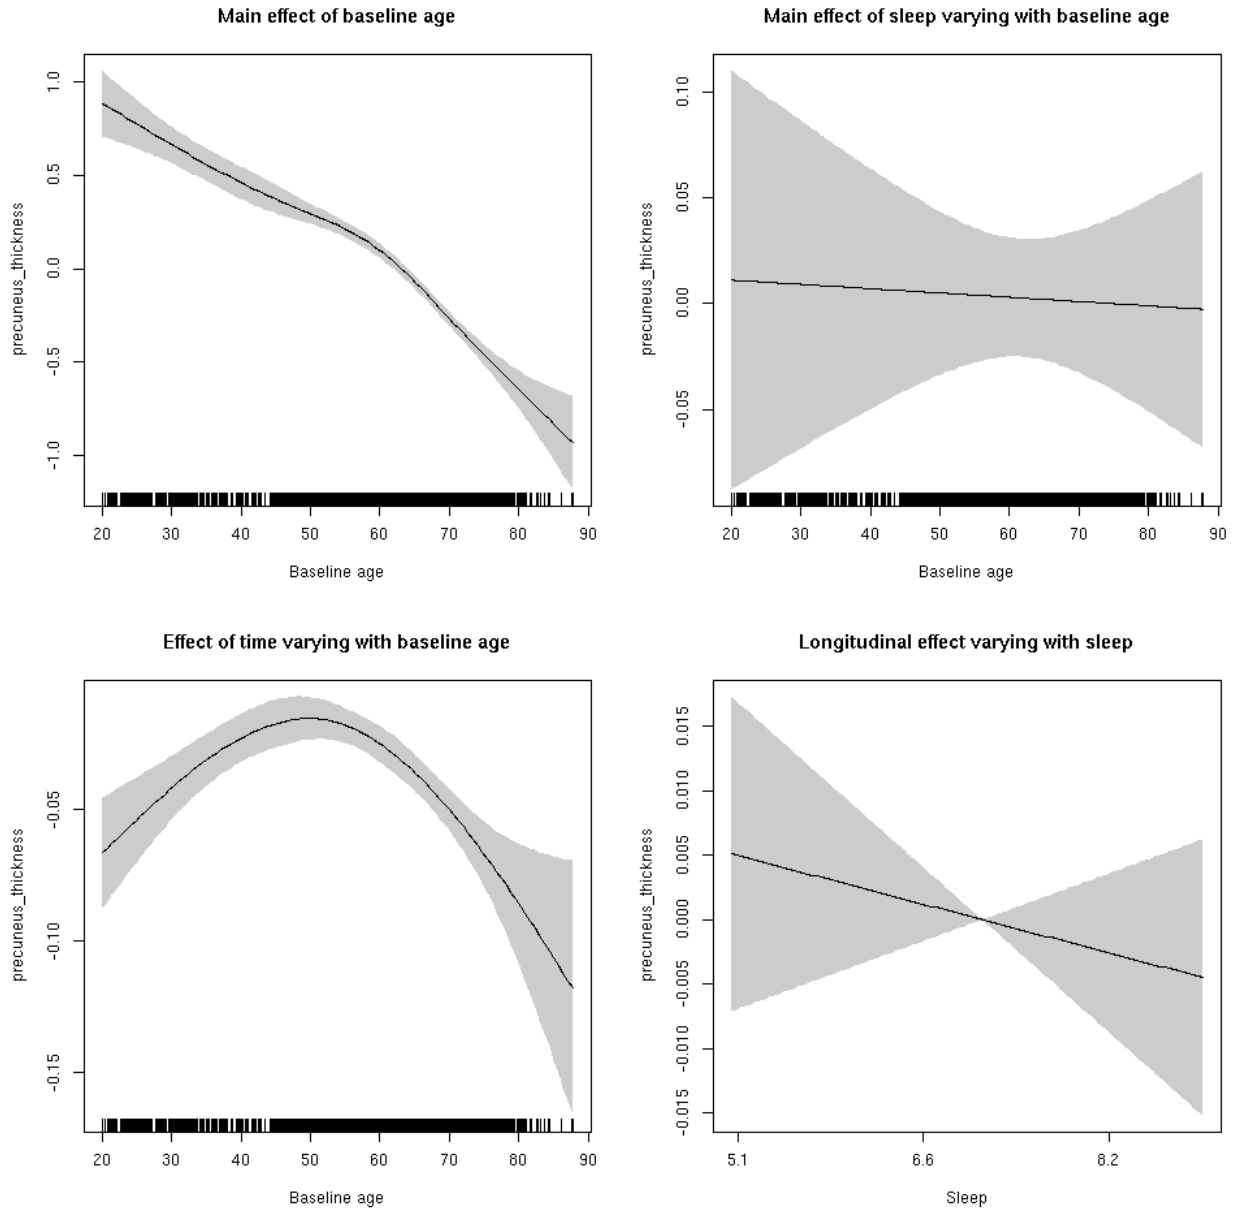 Main effect of baseline age
precuneus_thickness
1.0
0.5
0.0
-0.5
-1.0
20 30 40 50 60 70 80 90
Baseline age
Main effect of sleep varying with baseline age
precuneus_thickness
0.10
0.05
0.00
-0.05
20 30 40 50 60 70 80 90
Baseline age
Effect of time varying with baseline age
precuneus_thickness
-0.05
-0.10
-0.15
20 30 40 50 60 70 80 90
Baseline age
Longitudinal effect varying with sleep
precuneus_thickness
0.015
0.010
0.005
0.000
-0.005
-0.010
-0.015
5.1 6.6 8.2
Sleep